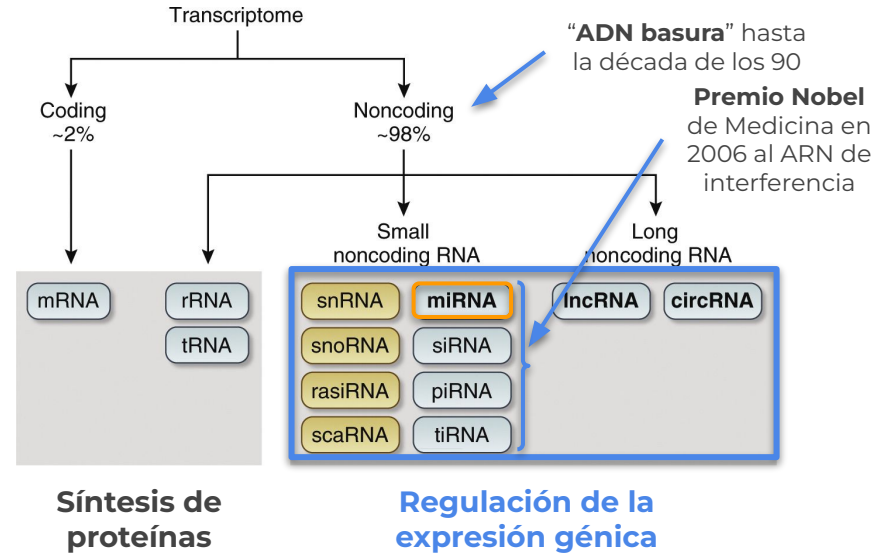 Transcriptome
“ADN basura” hasta
la década de los 90
Coding
~2%
Noncoding
~98%
Premio Nobel
de Medicina en
2006 al ARN de
interferencia
Small
noncoding RNA
Long
noncoding RNA
mRNA
rRNA
tRNA
snRNA
miRNA
snoRNA
siRNA
rasiRNA
piRNA
scaRNA
tiRNA
lncRNA
circRNA
Síntesis de
proteínas
Regulación de la
expresión génica